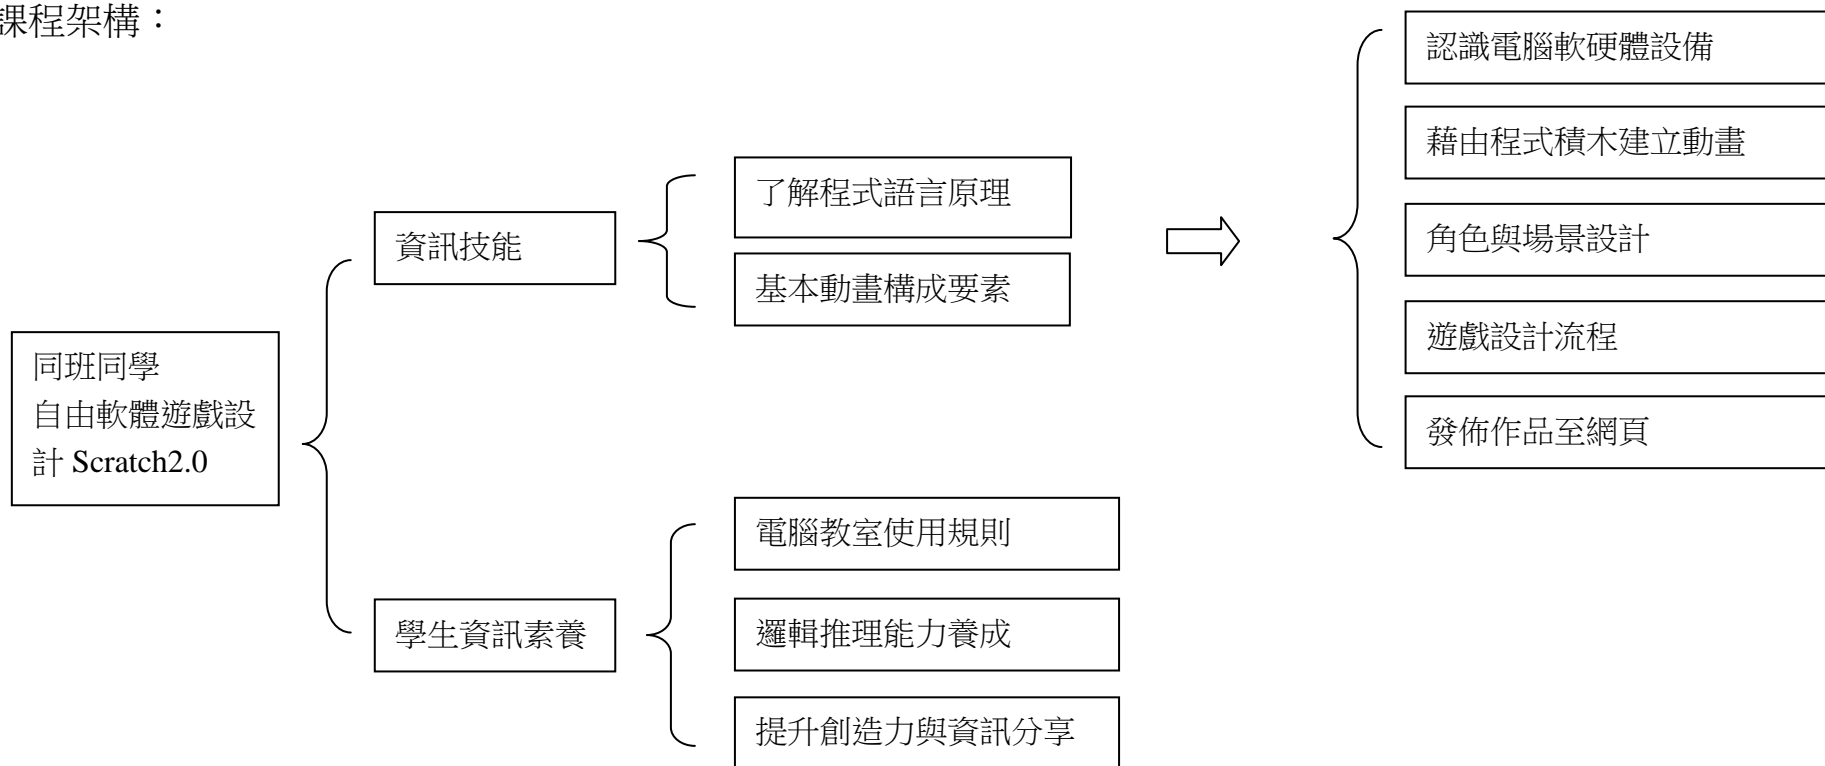 課程架構：
認識電腦軟硬體設備
藉由程式積木建立動畫
了解程式語言原理
角色與場景設計
資訊技能
基本動畫構成要素
遊戲設計流程
同班同學
自由軟體遊戲設
計 Scratch2.0
發佈作品至網頁
電腦教室使用規則
學生資訊素養
邏輯推理能力養成
提升創造力與資訊分享